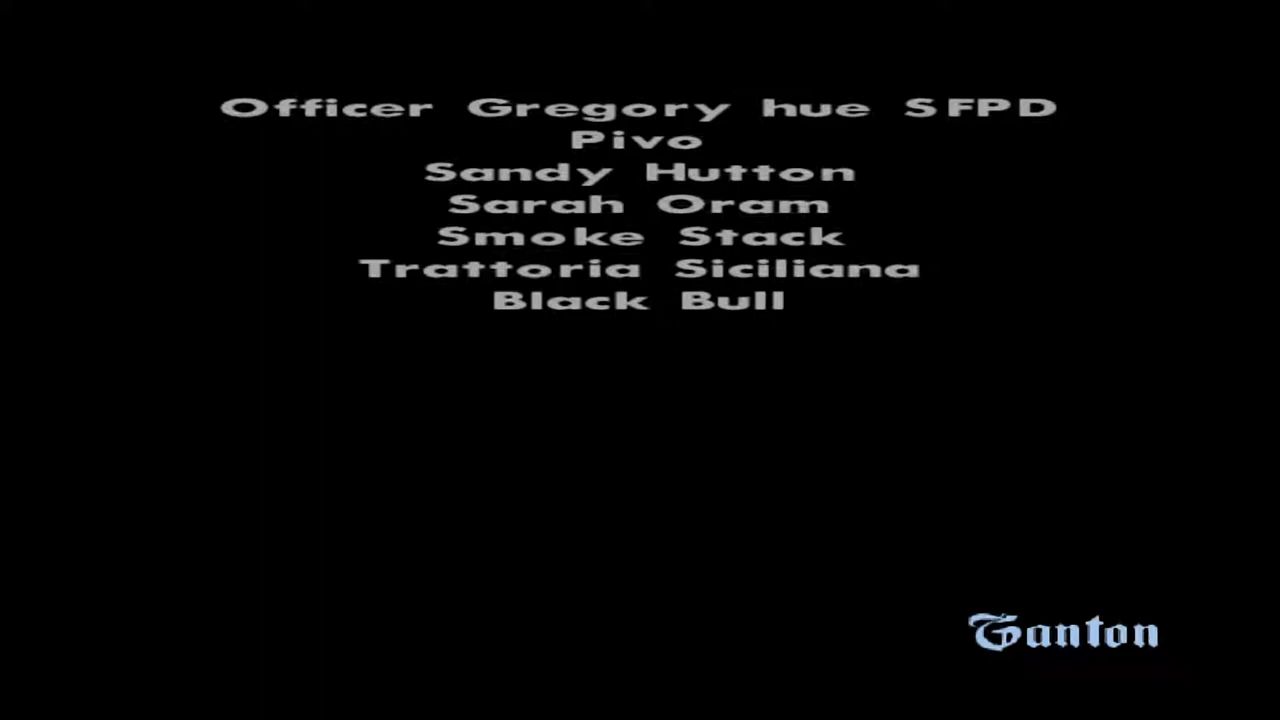 Officer Gregory hue SFPD
Pivo
Sandy Hutton
Sarah Oram
Smoke Stack
Trattoria Siciliana
Black Bull
Ganton